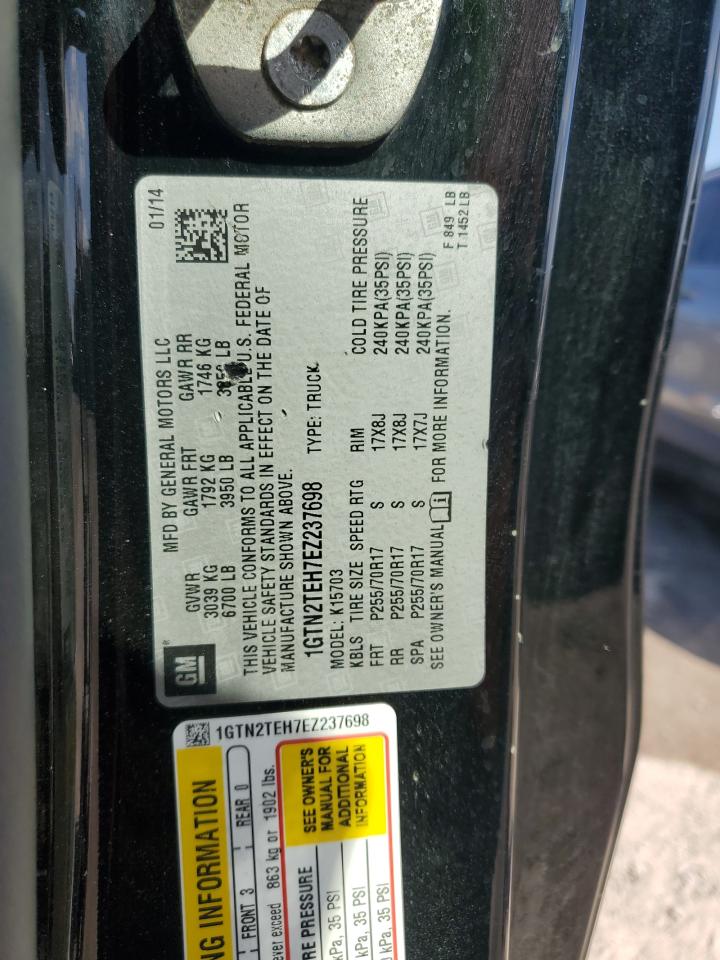 GM
MFD BY GENERAL MOTORS LLC 01/14
GVWR GAWR FRT GAWR RR
3039 KG 1792 KG 1746 KG
6700 LB 3950 LB LB
THIS VEHICLE CONFORMS TO ALL APPLICABLE U.S. FEDERAL MOTOR
VEHICLE SAFETY STANDARDS IN EFFECT ON THE DATE OF
MANUFACTURE SHOWN ABOVE.
1GTN2TEH7EZ237698 TYPE: TRUCK
MODEL: K15703
KBLS TIRE SIZE SPEED RTG RIM COLD TIRE PRESSURE
FRT P255/70R17 S 17X8J 240KPA(35PSI)
RR P255/70R17 S 17X8J 240KPA(35PSI)
SPA P255/70R17 S 17X7J 240KPA(35PSI)
SEE OWNER'S MANUAL i FOR MORE INFORMATION.
F 849 LB
T 1452 LB
1GTN2TEH7EZ237698
NG INFORMATION
FRONT 3 REAR 0
ever exceed 863 kg or 1902 lbs.
RE PRESSURE
kPa, 35 PSI
kPa, 35 PSI
kPa, 35 PSI
SEE OWNER'S
MANUAL FOR
ADDITIONAL
INFORMATION